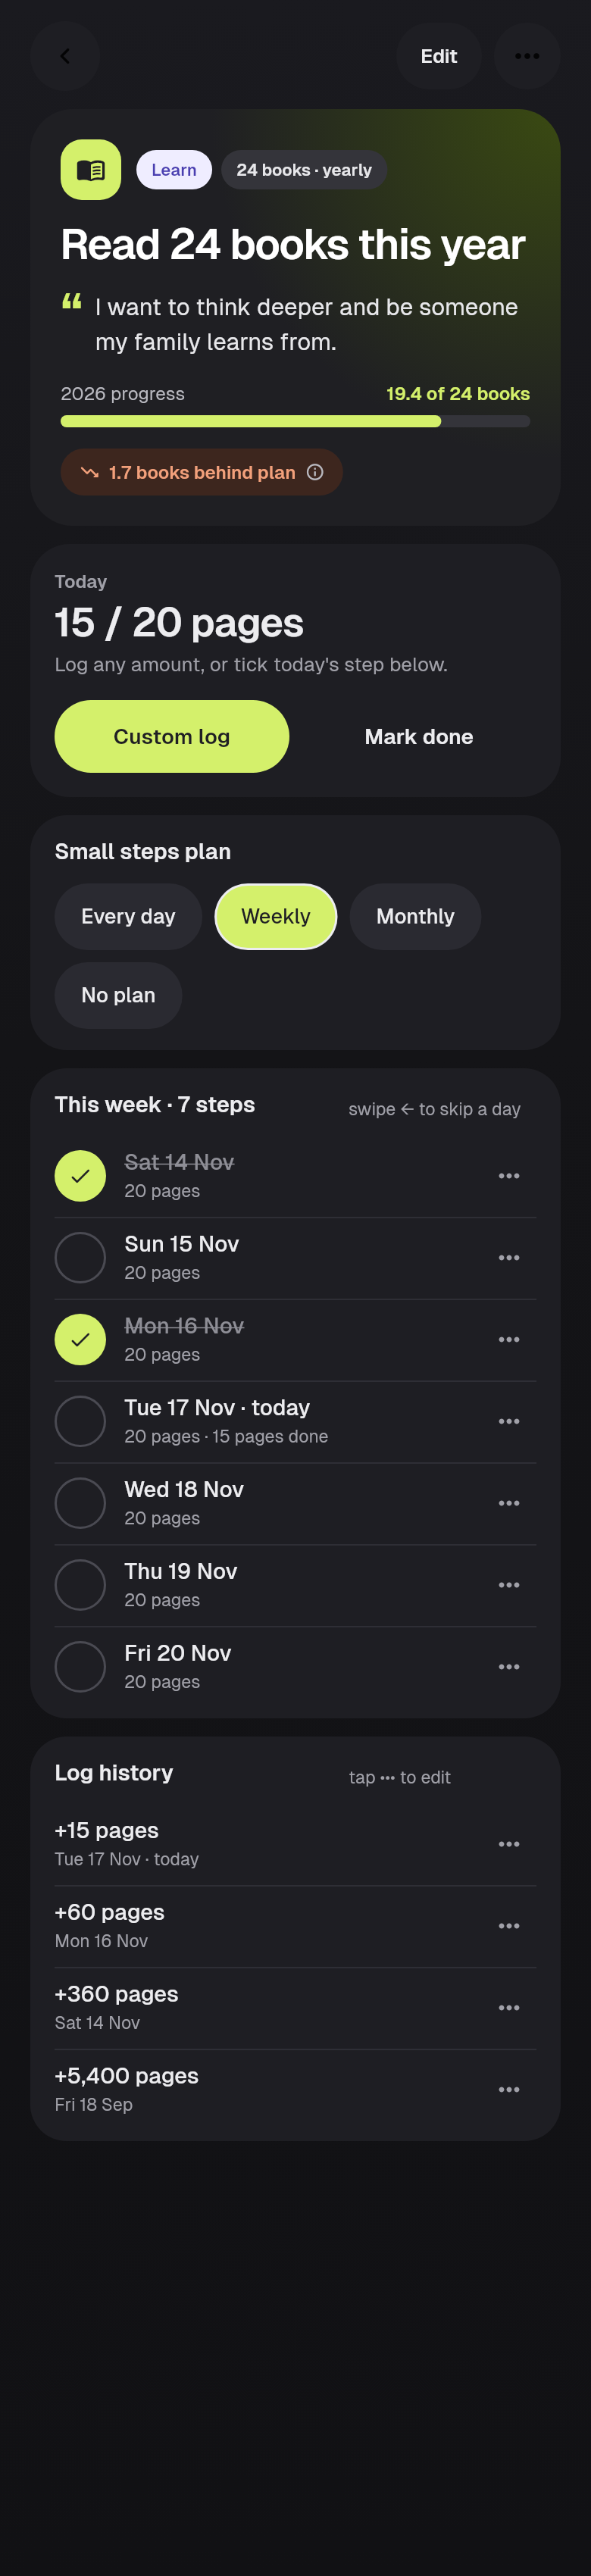 Edit
Learn
24 books · yearly
Read 24 books this year
“ I want to think deeper and be someone
my family learns from.
2026 progress
19.4 of 24 books
1.7 books behind plan
Today
15 / 20 pages
Log any amount, or tick today's step below.
Custom log
Mark done
Small steps plan
Every day
Weekly
Monthly
No plan
This week · 7 steps
swipe ← to skip a day
Sat 14 Nov
20 pages
Sun 15 Nov
20 pages
Mon 16 Nov
20 pages
Tue 17 Nov · today
20 pages · 15 pages done
Wed 18 Nov
20 pages
Thu 19 Nov
20 pages
Fri 20 Nov
20 pages
Log history
tap ••• to edit
+15 pages
Tue 17 Nov · today
+60 pages
Mon 16 Nov
+360 pages
Sat 14 Nov
+5,400 pages
Fri 18 Sep